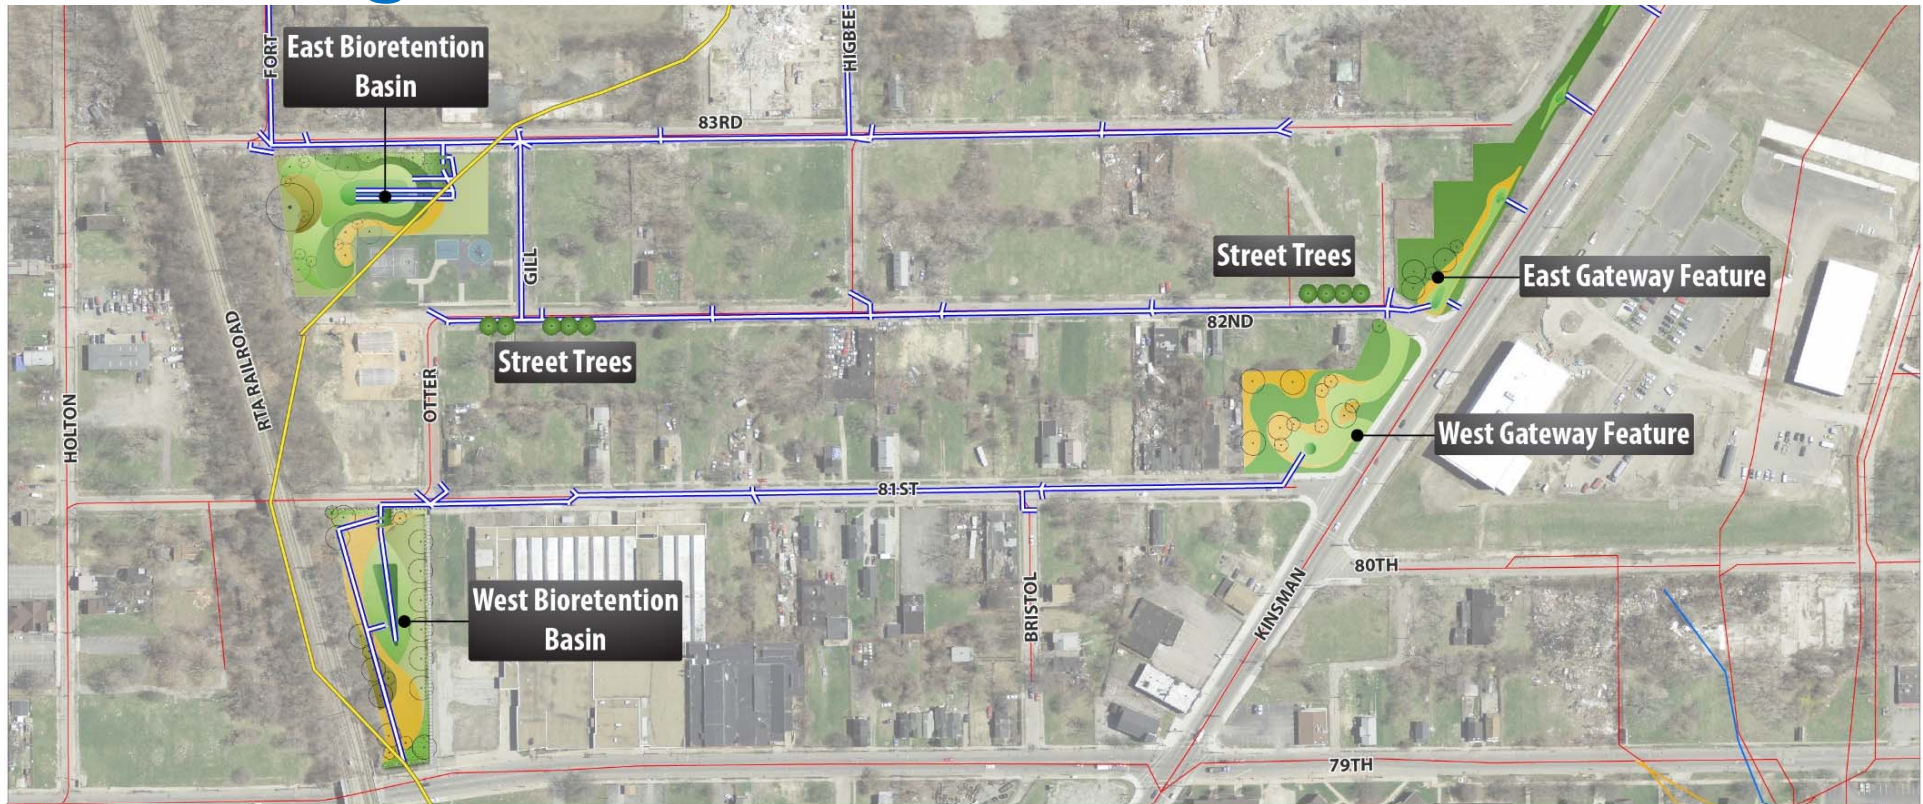 FORT
East Bioretention
Basin
HIGBEE
83RD
GILL
Street Trees
East Gateway Feature
82ND
Street Trees
RTA RAILROAD
OTTER
HOLTON
West Gateway Feature
81ST
80TH
KINSMAN
BRISTOL
West Bioretention
Basin
79TH